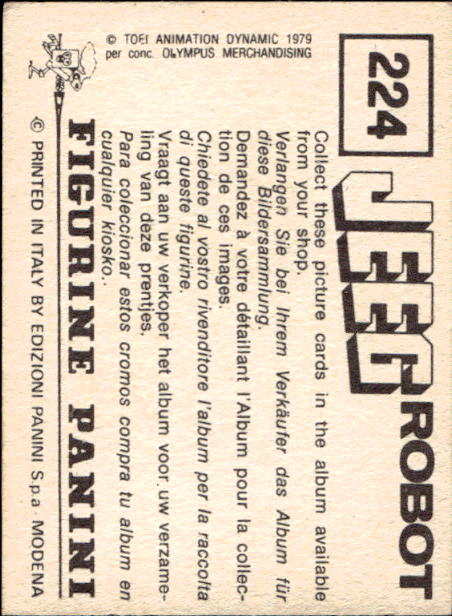 © TOEI ANIMATION DYNAMIC 1979
per conc. OLYMPUS MERCHANDISING
224
JEEG ROBOT
Collect these picture cards in the album available
from your shop.
Verlangen Sie bei Ihrem Verkäufer das Album für
diese Bildersammlung.
Demandez à votre détaillant l'Album pour la collec-
tion de ces images.
Chiedete al vostro rivenditore l'album per la raccolta
di queste figurine.
Vraagt aan uw verkoper het album voor uw verzame-
ling van deze prentjes.
Para coleccionar estos cromos compra tu album en
cualquier kiosko..
FIGURINE PANINI
© PRINTED IN ITALY BY EDIZIONI PANINI S.p.a. MODENA